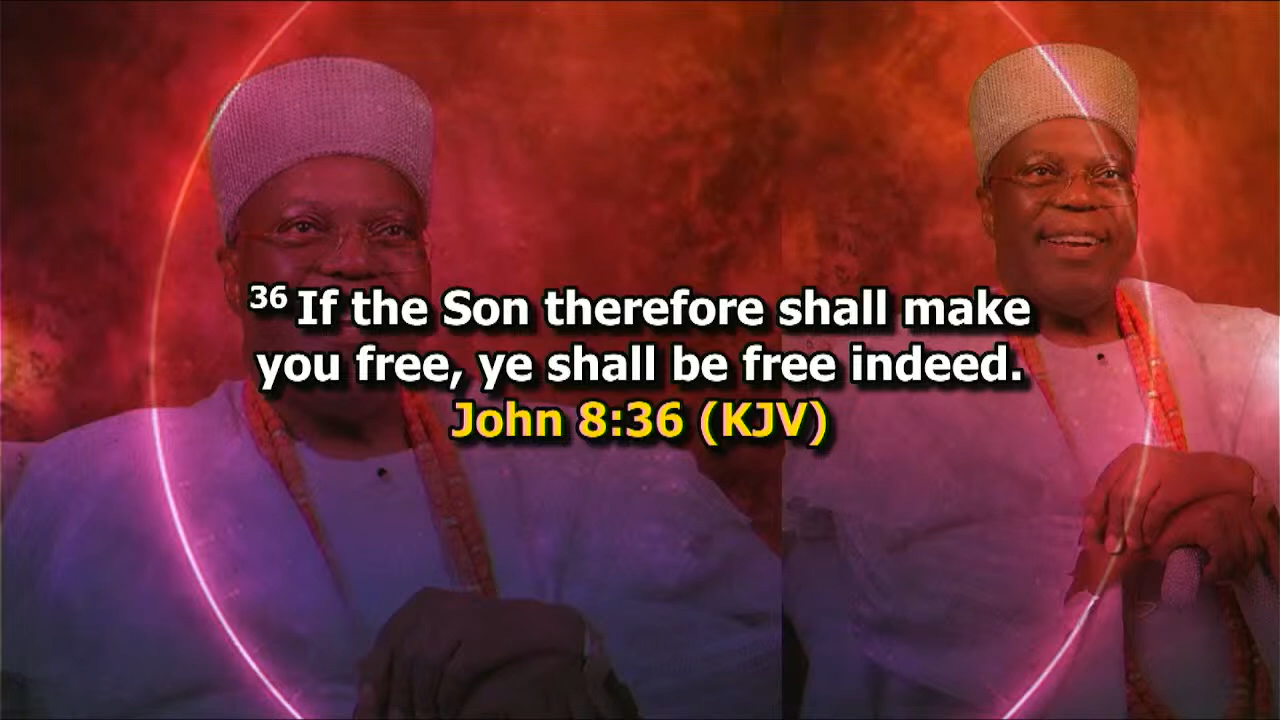 36 If the Son therefore shall make
you free, ye shall be free indeed.
John 8:36 (KJV)